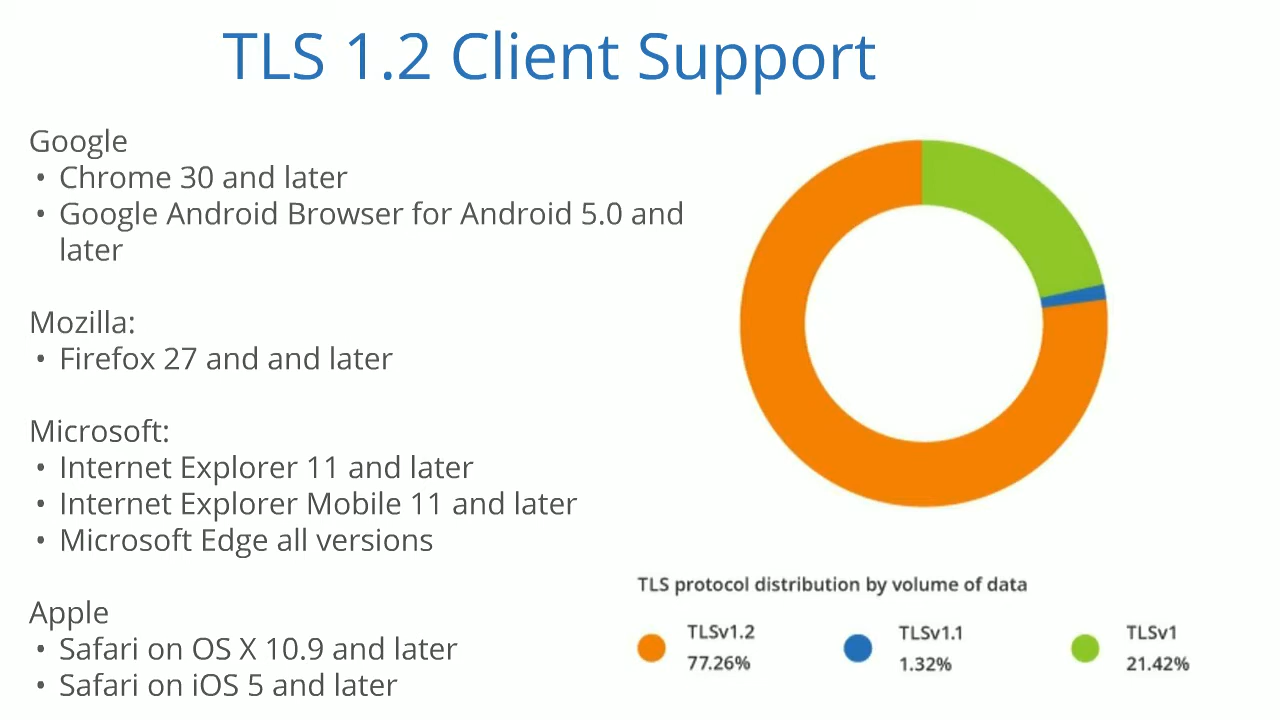 TLS 1.2 Client Support
Google
• Chrome 30 and later
• Google Android Browser for Android 5.0 and
later
Mozilla:
• Firefox 27 and and later
Microsoft:
• Internet Explorer 11 and later
• Internet Explorer Mobile 11 and later
• Microsoft Edge all versions
Apple
• Safari on OS X 10.9 and later
• Safari on iOS 5 and later
TLS protocol distribution by volume of data
TLSv1.2
77.26%
TLSv1.1
1.32%
TLSv1
21.42%